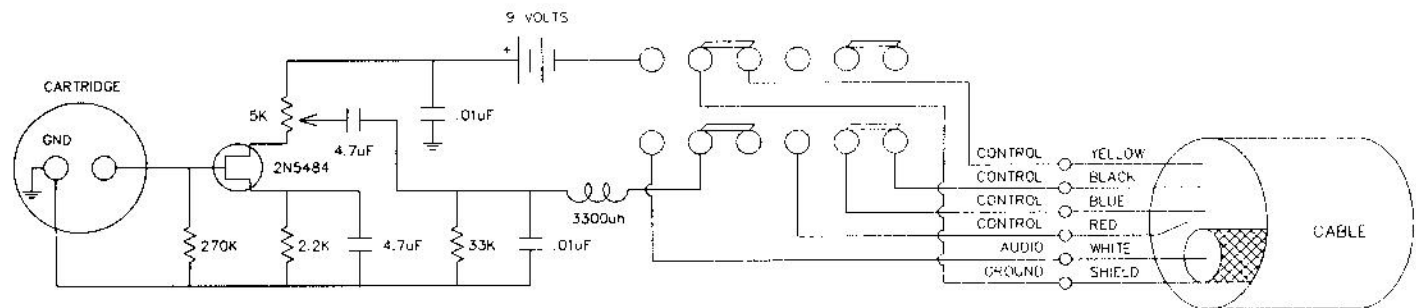 9 VOLTS
+
CARTRIDGE
GND
5K
4.7uF
.01uF
2N5484
270K
2.2K
4.7uF
33K
.01uF
3300uh
CONTROL YELLOW
CONTROL BLACK
CONTROL BLUE
CONTROL RED
AUDIO WHITE
GROUND SHIELD
CABLE